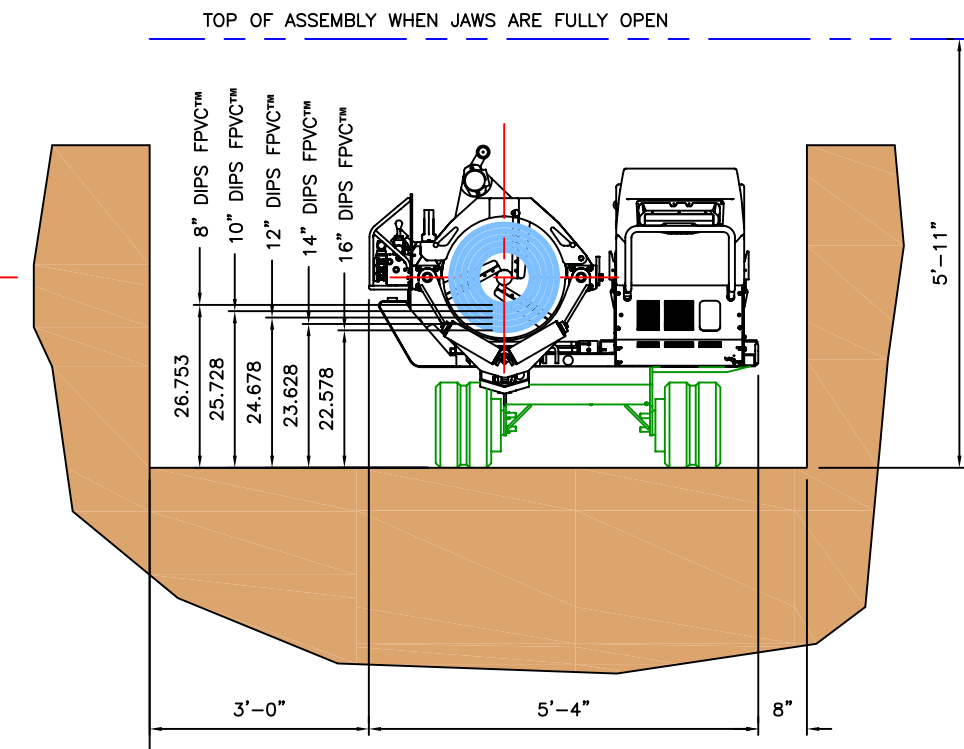 TOP OF ASSEMBLY WHEN JAWS ARE FULLY OPEN
8” DIPS FPVC™
10” DIPS FPVC™
12” DIPS FPVC™
14” DIPS FPVC™
16” DIPS FPVC™
5’-11”
26.753
25.728
24.678
23.628
22.578
3’-0”
5’-4”
8”